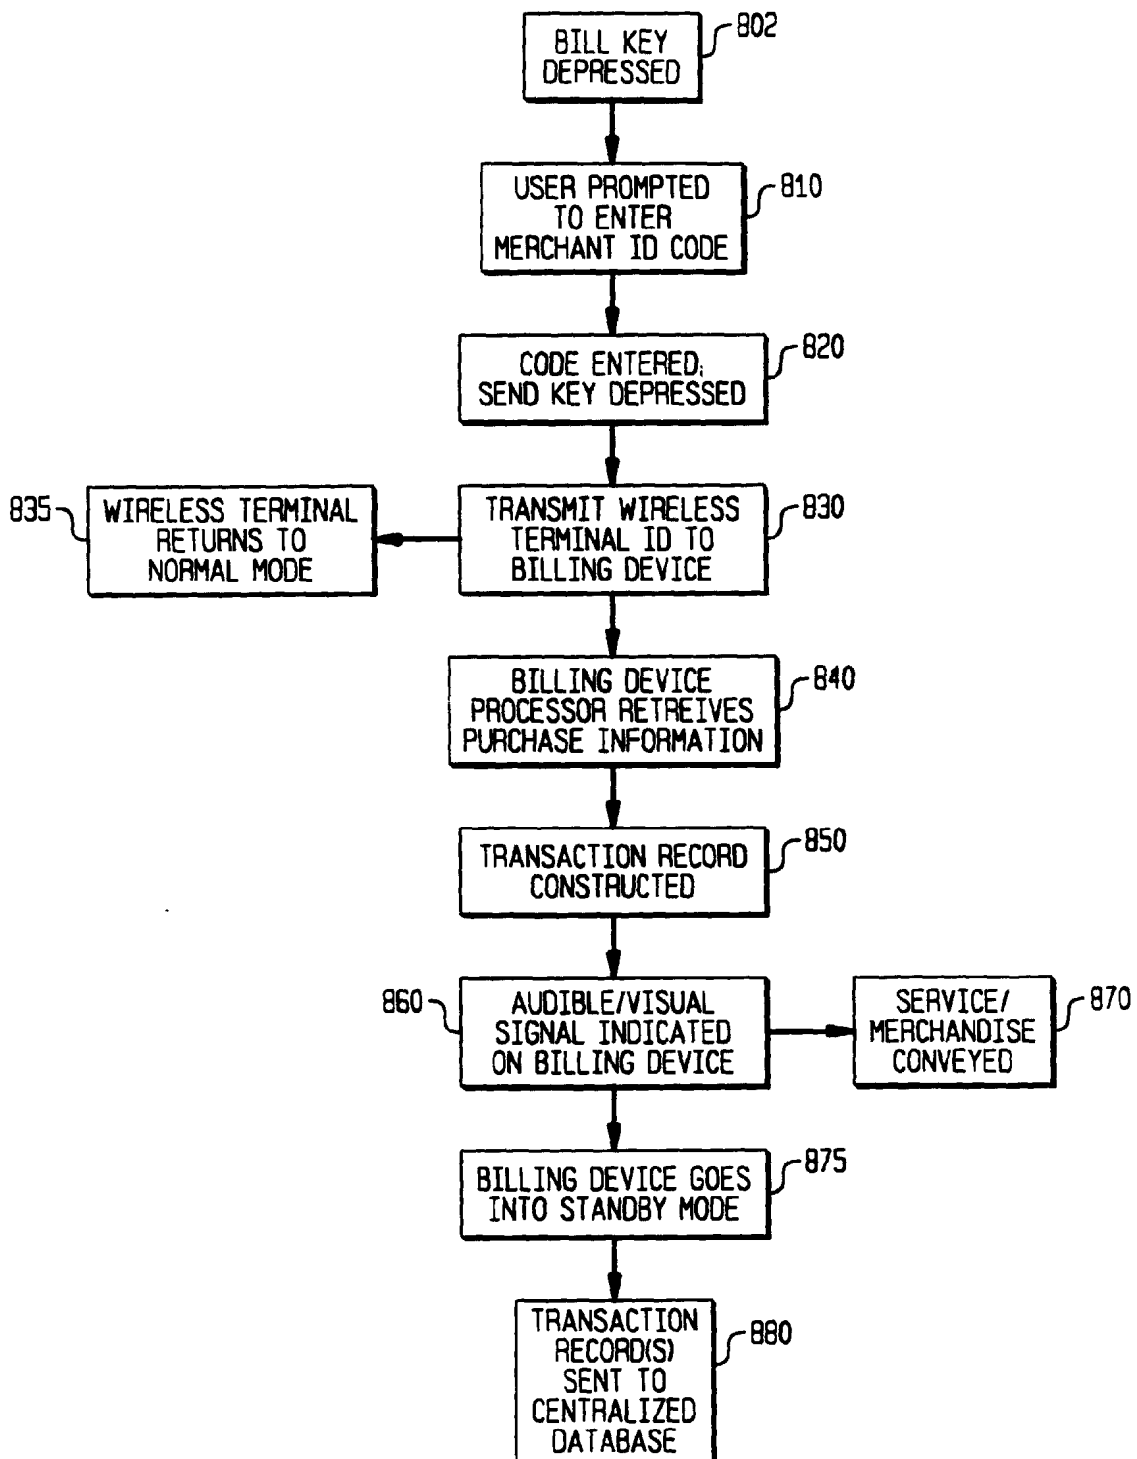 BILL KEY
DEPRESSED
802
USER PROMPTED
TO ENTER
MERCHANT ID CODE
810
CODE ENTERED;
SEND KEY DEPRESSED
820
835
WIRELESS TERMINAL
RETURNS TO
NORMAL MODE
TRANSMIT WIRELESS
TERMINAL ID TO
BILLING DEVICE
830
BILLING DEVICE
PROCESSOR RETREIVES
PURCHASE INFORMATION
840
TRANSACTION RECORD
CONSTRUCTED
850
860
AUDIBLE/VISUAL
SIGNAL INDICATED
ON BILLING DEVICE
SERVICE/
MERCHANDISE
CONVEYED
870
BILLING DEVICE GOES
INTO STANDBY MODE
875
TRANSACTION
RECORD(S)
SENT TO
CENTRALIZED
DATABASE
880